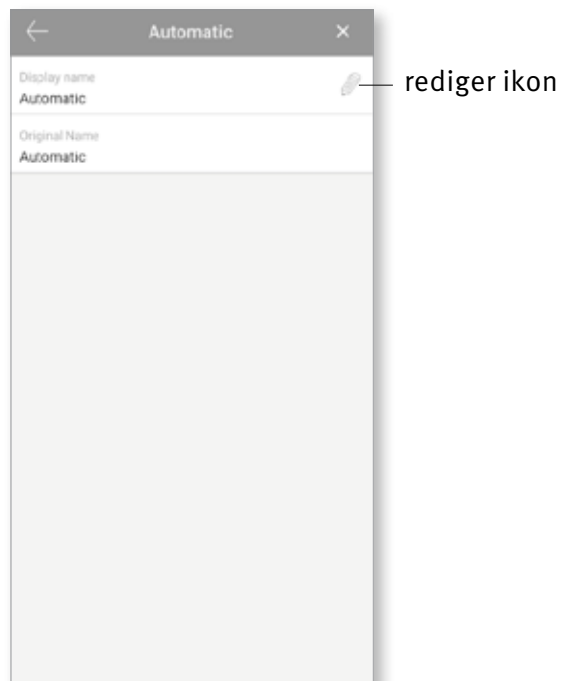 Automatic
Display name
rediger ikon
Automatic
Original Name
Automatic